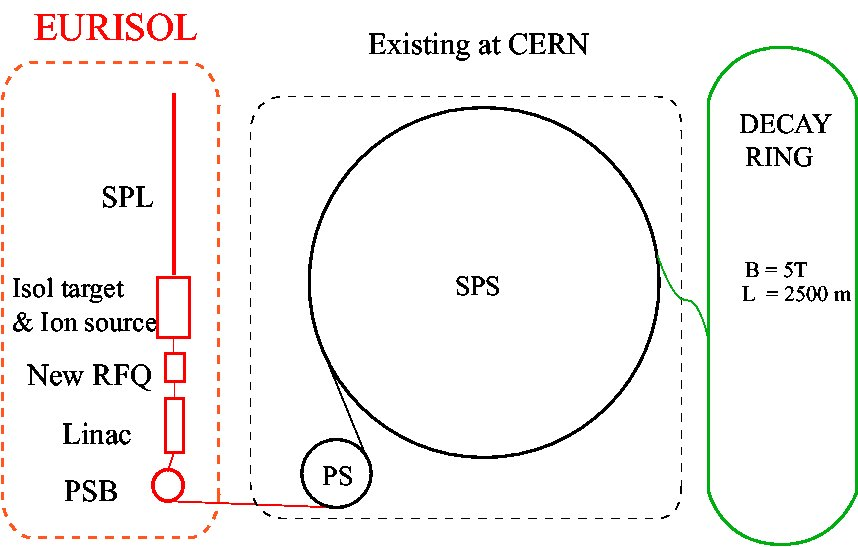 EURISOL
Existing at CERN
SPL
Isol target
& Ion source
New RFQ
Linac
PSB
SPS
PS
DECAY
RING
B = 5T
L = 2500 m